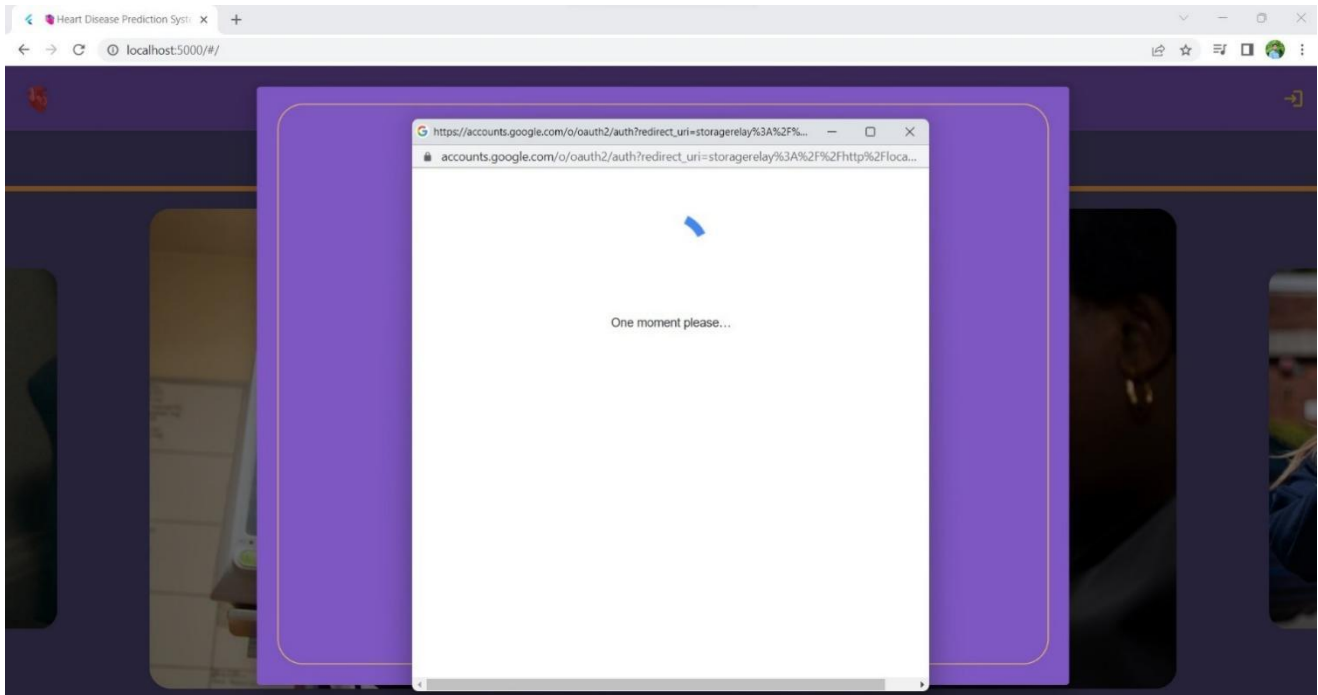 Heart Disease Prediction Syst
localhost:5000/#/
https://accounts.google.com/o/oauth2/auth?redirect_uri=storagerelay%3A%2F%...
accounts.google.com/o/oauth2/auth?redirect_uri=storagerelay%3A%2F%2Fhttp%2Floca...
One moment please...